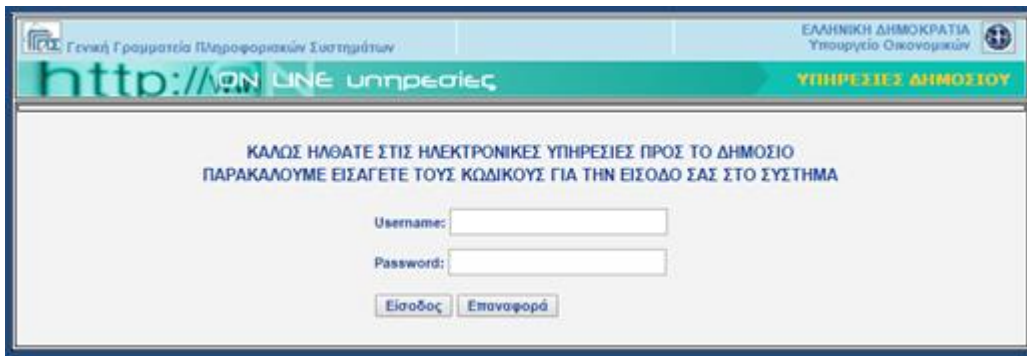 ΓΓΠΣ Γενική Γραμματεία Πληροφοριακών Συστημάτων
ΕΛΛΗΝΙΚΗ ΔΗΜΟΚΡΑΤΙΑ
Υπουργείο Οικονομικών
http://
ON LINE υπηρεσίες
ΥΠΗΡΕΣΙΕΣ ΔΗΜΟΣΙΟΥ
ΚΑΛΩΣ ΗΛΘΑΤΕ ΣΤΙΣ ΗΛΕΚΤΡΟΝΙΚΕΣ ΥΠΗΡΕΣΙΕΣ ΠΡΟΣ ΤΟ ΔΗΜΟΣΙΟ
ΠΑΡΑΚΑΛΟΥΜΕ ΕΙΣΑΓΕΤΕ ΤΟΥΣ ΚΩΔΙΚΟΥΣ ΓΙΑ ΤΗΝ ΕΙΣΟΔΟ ΣΑΣ ΣΤΟ ΣΥΣΤΗΜΑ
Username:
Password:
Είσοδος Επαναφορά